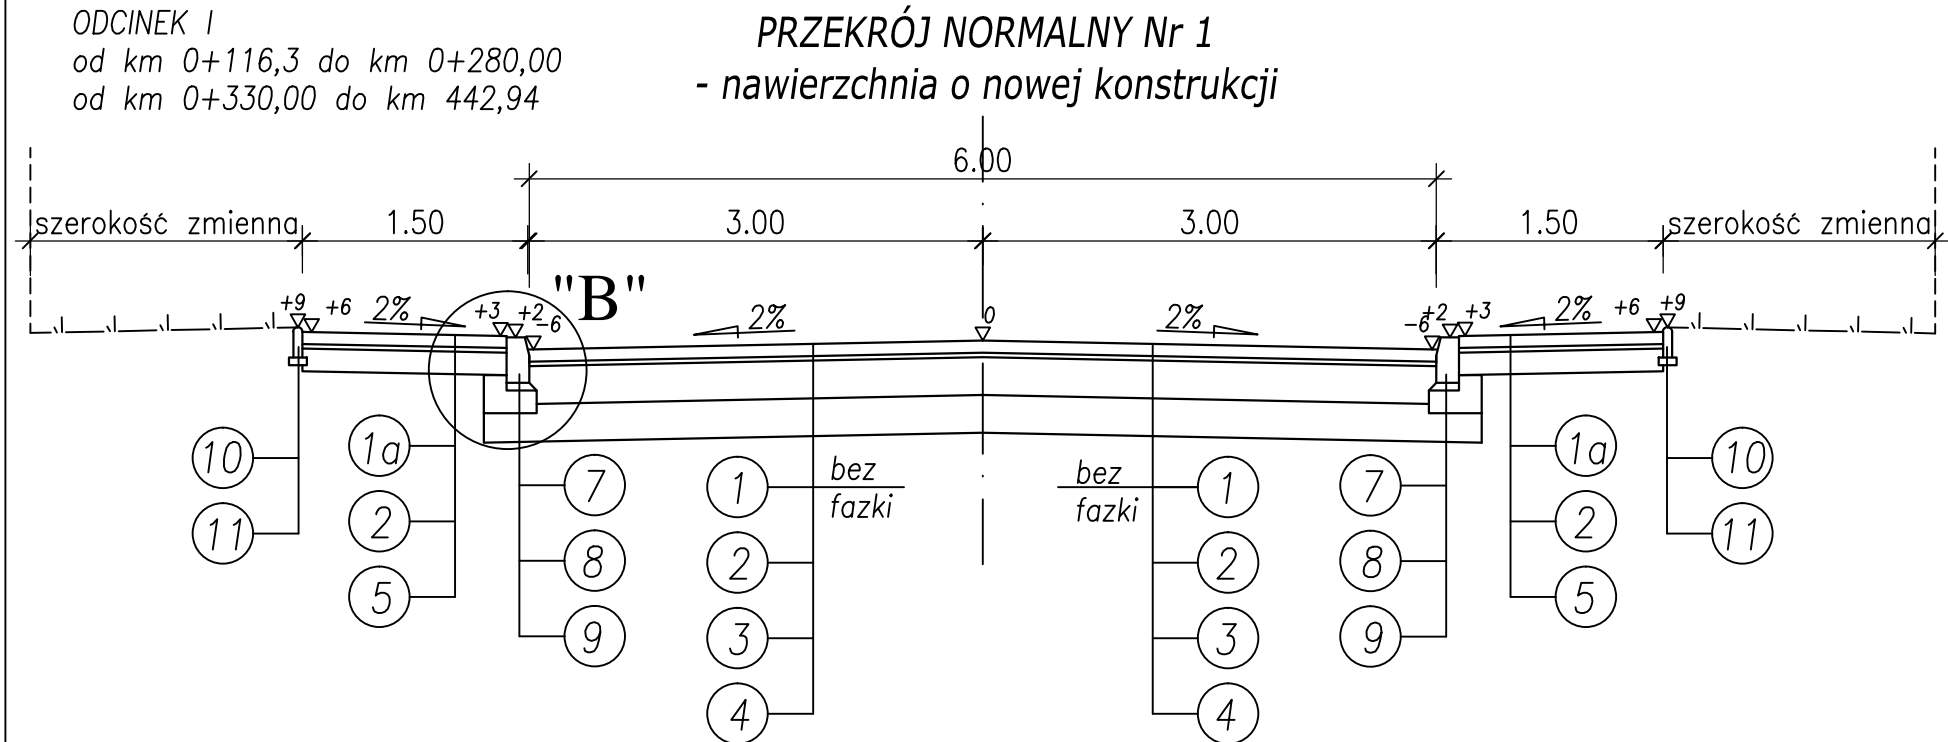 ODCINEK I
od km 0+116,3 do km 0+280,00
od km 0+330,00 do km 442,94
PRZEKRÓJ NORMALNY Nr 1
- nawierzchnia o nowej konstrukcji
6.00
szerokość zmienna 1.50 3.00 3.00 1.50 szerokość zmienna
"B"
+9 +6 2% +3 +2 -6 2% 0 2% -6 +2 +3 2% +6 +9
10 1a 7 1 bez fazki bez fazki 1 7 1a 10
11 2 8 2 2 8 2 11
5 9 3 3 9 5
4 4